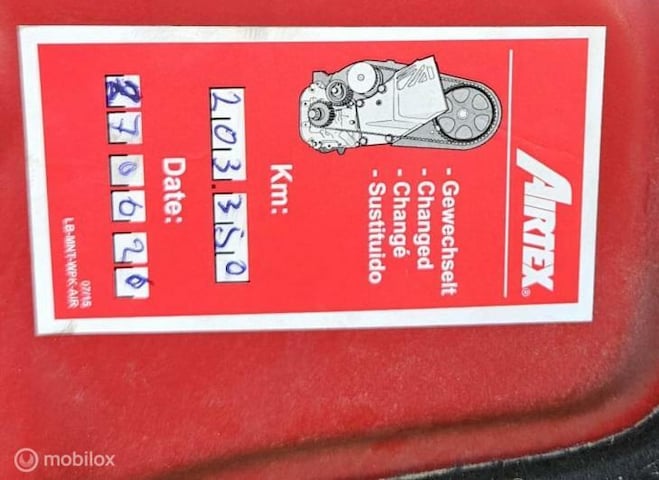 AIRTEX®
- Gewechselt
- Changed
- Changé
- Sustituido
Km:
203.350
Date:
27 06 20
07/15
LB-MNT-WPK-AIR
mobilox